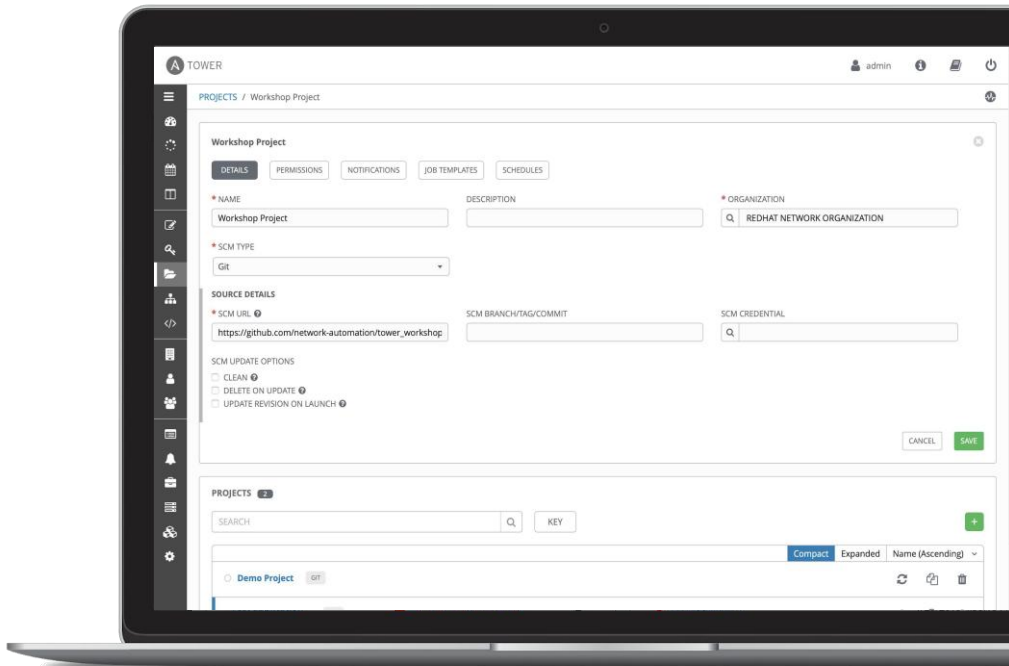 A TOWER admin
PROJECTS / Workshop Project
Workshop Project
DETAILS PERMISSIONS NOTIFICATIONS JOB TEMPLATES SCHEDULES
* NAME DESCRIPTION * ORGANIZATION
Workshop Project REDHAT NETWORK ORGANIZATION
* SCM TYPE
Git
SOURCE DETAILS
* SCM URL SCM BRANCH/TAG/COMMIT SCM CREDENTIAL
https://github.com/network-automation/tower_workshop
SCM UPDATE OPTIONS
CLEAN
DELETE ON UPDATE
UPDATE REVISION ON LAUNCH
CANCEL SAVE
PROJECTS 2
SEARCH KEY
Compact Expanded Name (Ascending)
Demo Project GIT